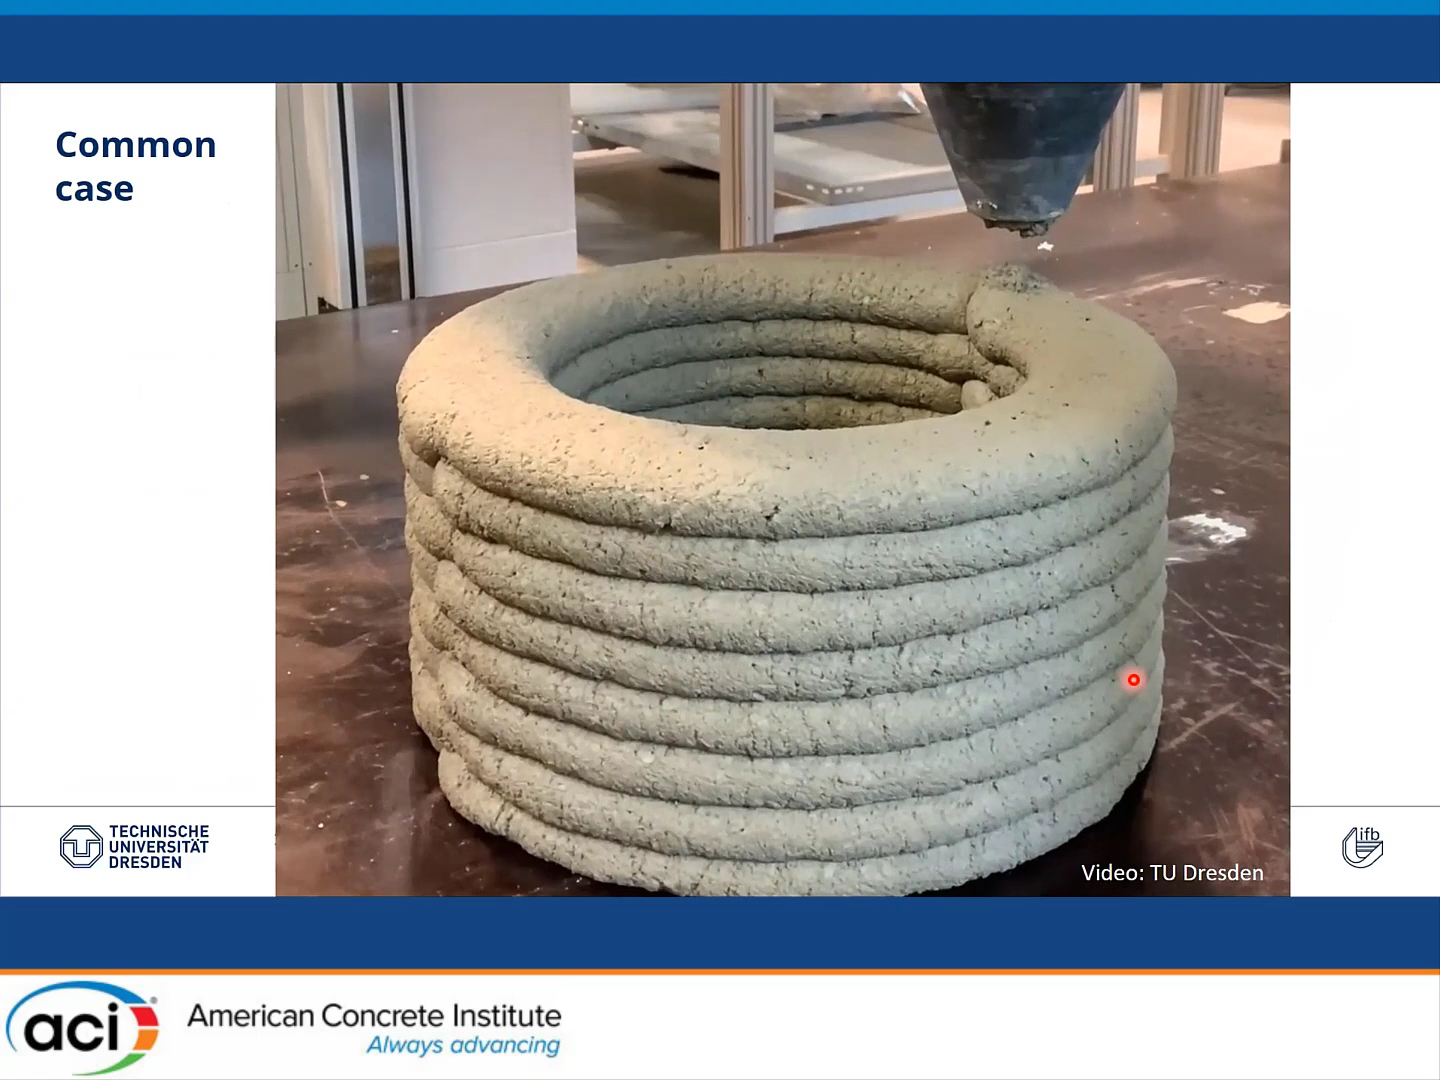 Common
case
TECHNISCHE
UNIVERSITÄT
DRESDEN
ifb
Video: TU Dresden
aci
American Concrete Institute
Always advancing